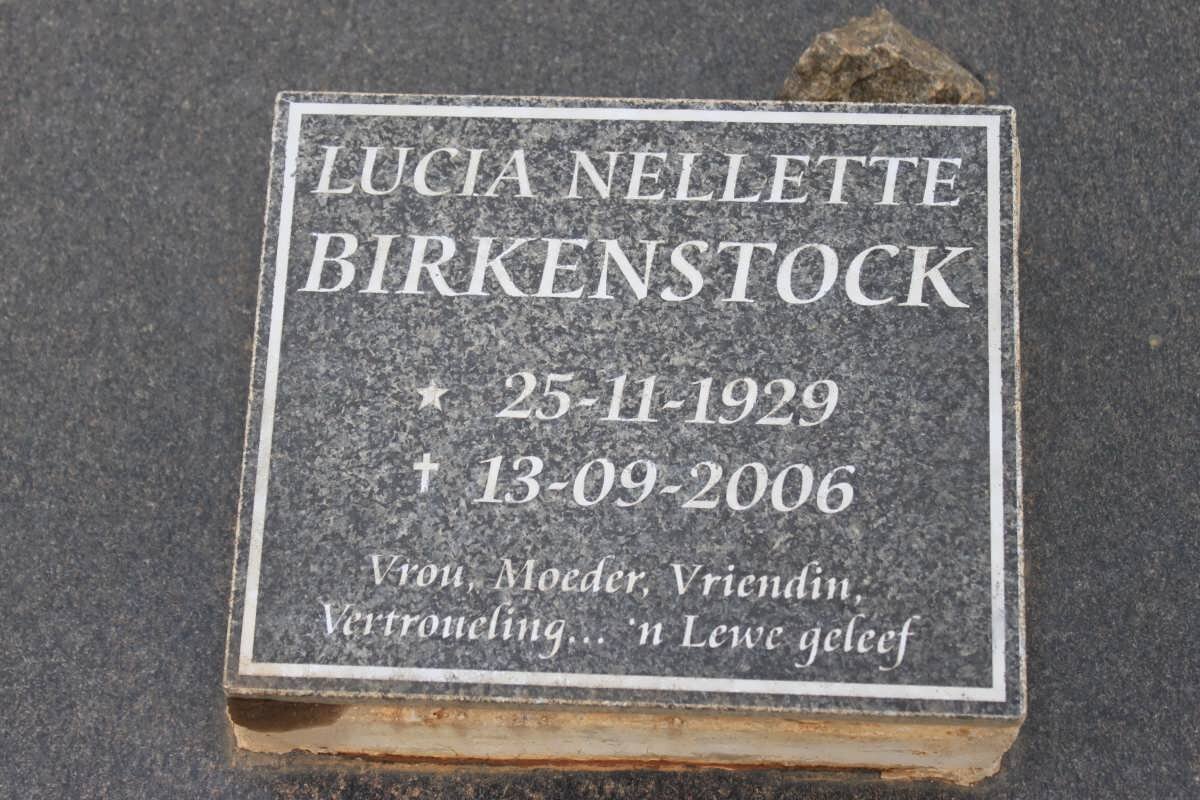 LUCIA NELLETTE
BIRKENSTOCK
★ 25-11-1929
✝ 13-09-2006
Vrou, Moeder, Vriendin,
Vertroueling... 'n Lewe geleef